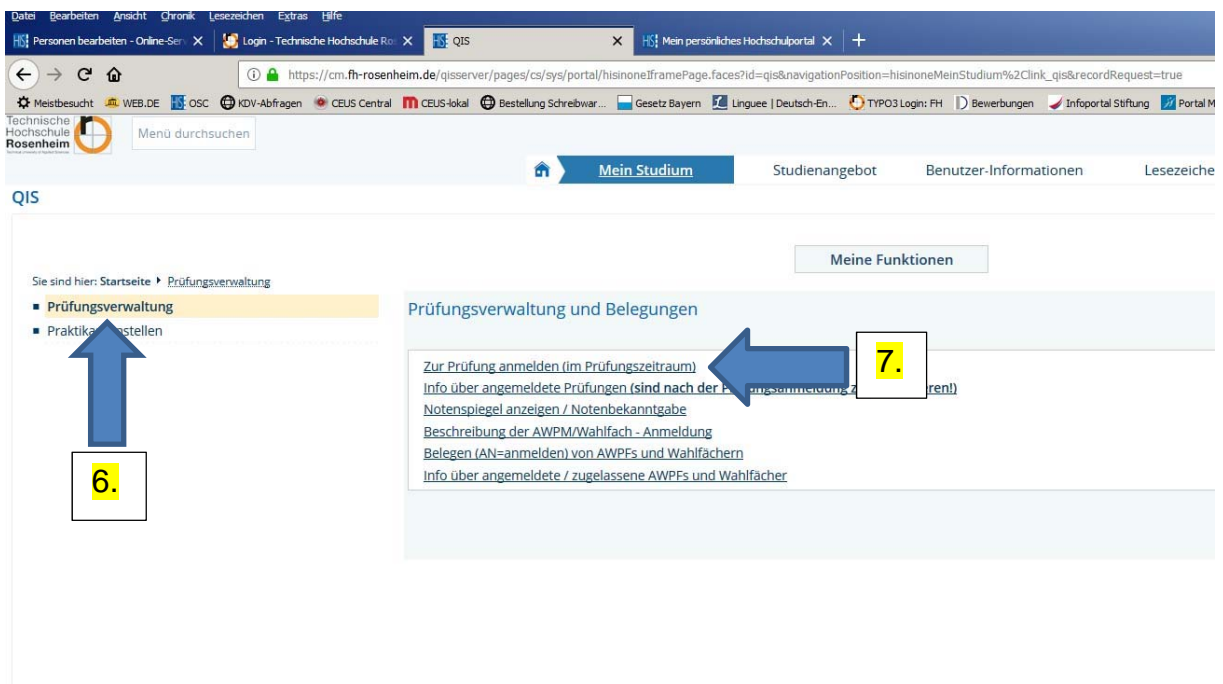 Datei Bearbeiten Ansicht Chronik Lesezeichen Extras Hilfe
Personen bearbeiten - Online-Ser X Login - Technische Hochschule Ro X QIS X Mein persönliches Hochschulportal X +
https://cm.fh-rosenheim.de/qisserver/pages/cs/sys/portal/hisinoneIframePage.faces?id=qis&navigationPosition=hisinoneMeinStudium%2Clink_qis&recordRequest=true
Meistbesucht WEB.DE OSC KDV-Abfragen CEUS Central CEUS-lokal Bestellung Schreibwar... Gesetz Bayern Linguee | Deutsch-En... TYPO3 Login: FH Bewerbungen Infoportal Stiftung Portal M
Technische
Hochschule
Rosenheim
Menü durchsuchen
Mein Studium Studienangebot Benutzer-Informationen Lesezeiche
QIS
Meine Funktionen
Sie sind hier: Startseite Prüfungsverwaltung
Prüfungsverwaltung
Praktika stellen
Prüfungsverwaltung und Belegungen
Zur Prüfung anmelden (im Prüfungszeitraum)
7.
Info über angemeldete Prüfungen (sind nach der P ungsanmeldung z eren!)
Notenspiegel anzeigen / Notenbekanntgabe
Beschreibung der AWPM/Wahlfach - Anmeldung
Belegen (AN=anmelden) von AWPFs und Wahlfächern
Info über angemeldete / zugelassene AWPFs und Wahlfächer
6.